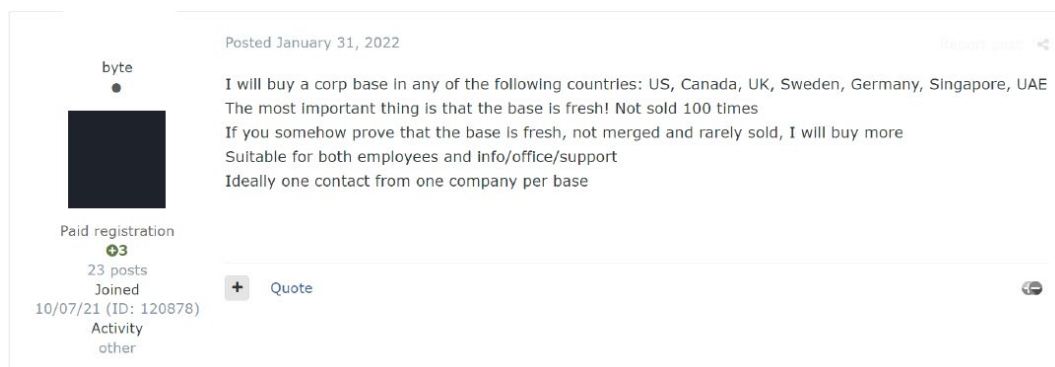 byte
Paid registration
3
23 posts
Joined
10/07/21 (ID: 120878)
Activity
other
Posted January 31, 2022
Report post
I will buy a corp base in any of the following countries: US, Canada, UK, Sweden, Germany, Singapore, UAE
The most important thing is that the base is fresh! Not sold 100 times
If you somehow prove that the base is fresh, not merged and rarely sold, I will buy more
Suitable for both employees and info/office/support
Ideally one contact from one company per base
+ Quote